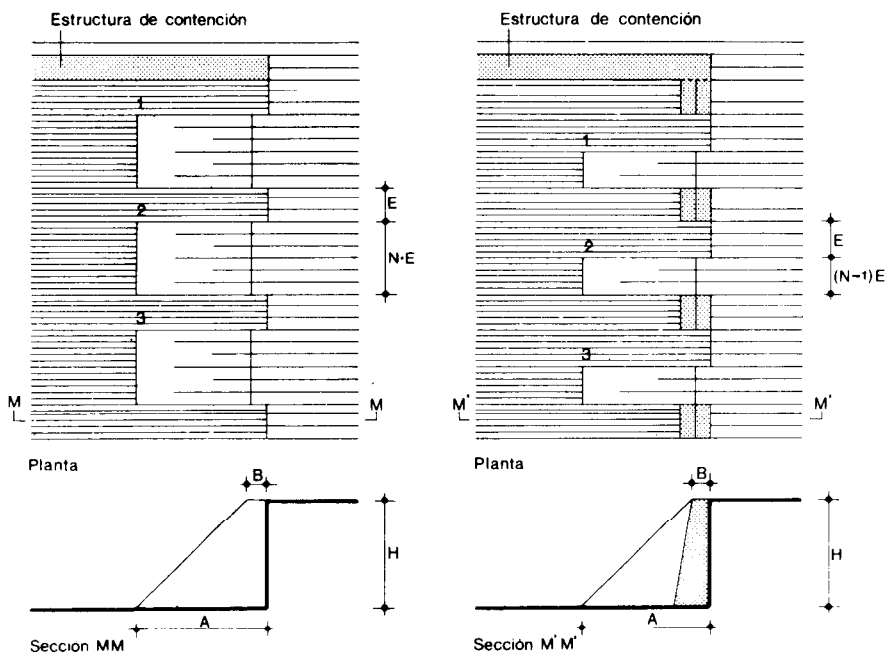 Estructura de contención
1
2
3
E
N·E
M
M
Planta
B
H
A
Sección MM
Estructura de contención
1
2
3
E
(N-1)E
M'
M'
Planta
B
H
A
Sección M'M'